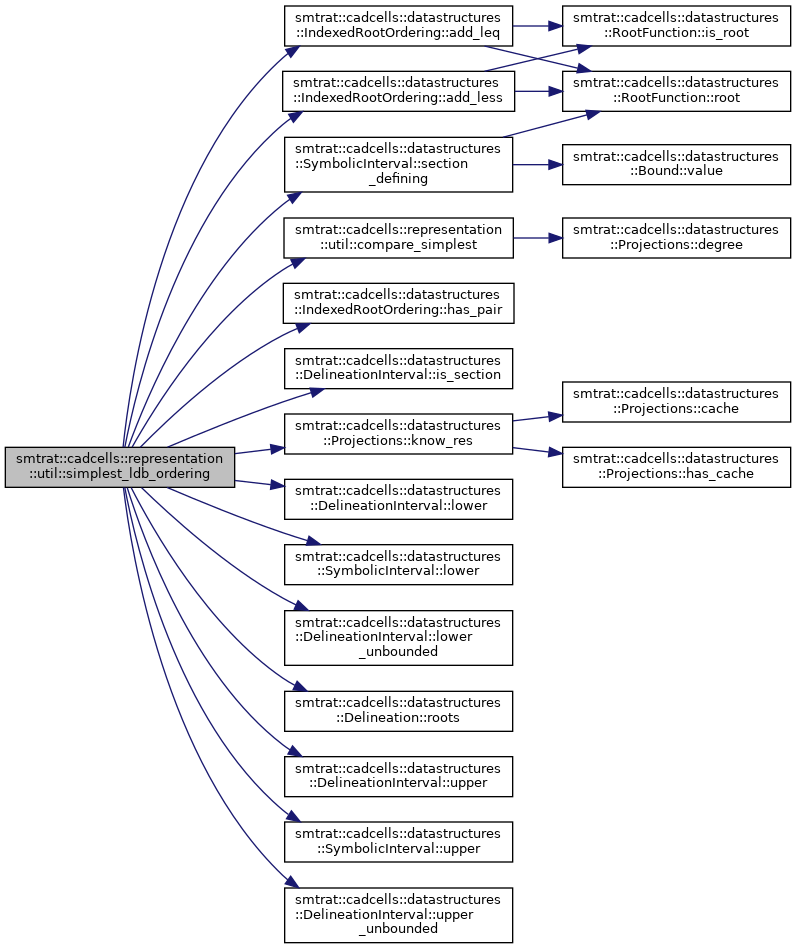 smtrat::cadcells::representation
::util::simplest_ldb_ordering
smtrat::cadcells::datastructures
::IndexedRootOrdering::add_leq
smtrat::cadcells::datastructures
::IndexedRootOrdering::add_less
smtrat::cadcells::datastructures
::SymbolicInterval::section
_defining
smtrat::cadcells::representation
::util::compare_simplest
smtrat::cadcells::datastructures
::IndexedRootOrdering::has_pair
smtrat::cadcells::datastructures
::DelineationInterval::is_section
smtrat::cadcells::datastructures
::Projections::know_res
smtrat::cadcells::datastructures
::DelineationInterval::lower
smtrat::cadcells::datastructures
::SymbolicInterval::lower
smtrat::cadcells::datastructures
::DelineationInterval::lower
_unbounded
smtrat::cadcells::datastructures
::Delineation::roots
smtrat::cadcells::datastructures
::DelineationInterval::upper
smtrat::cadcells::datastructures
::SymbolicInterval::upper
smtrat::cadcells::datastructures
::DelineationInterval::upper
_unbounded
smtrat::cadcells::datastructures
::RootFunction::is_root
smtrat::cadcells::datastructures
::RootFunction::root
smtrat::cadcells::datastructures
::Bound::value
smtrat::cadcells::datastructures
::Projections::degree
smtrat::cadcells::datastructures
::Projections::cache
smtrat::cadcells::datastructures
::Projections::has_cache